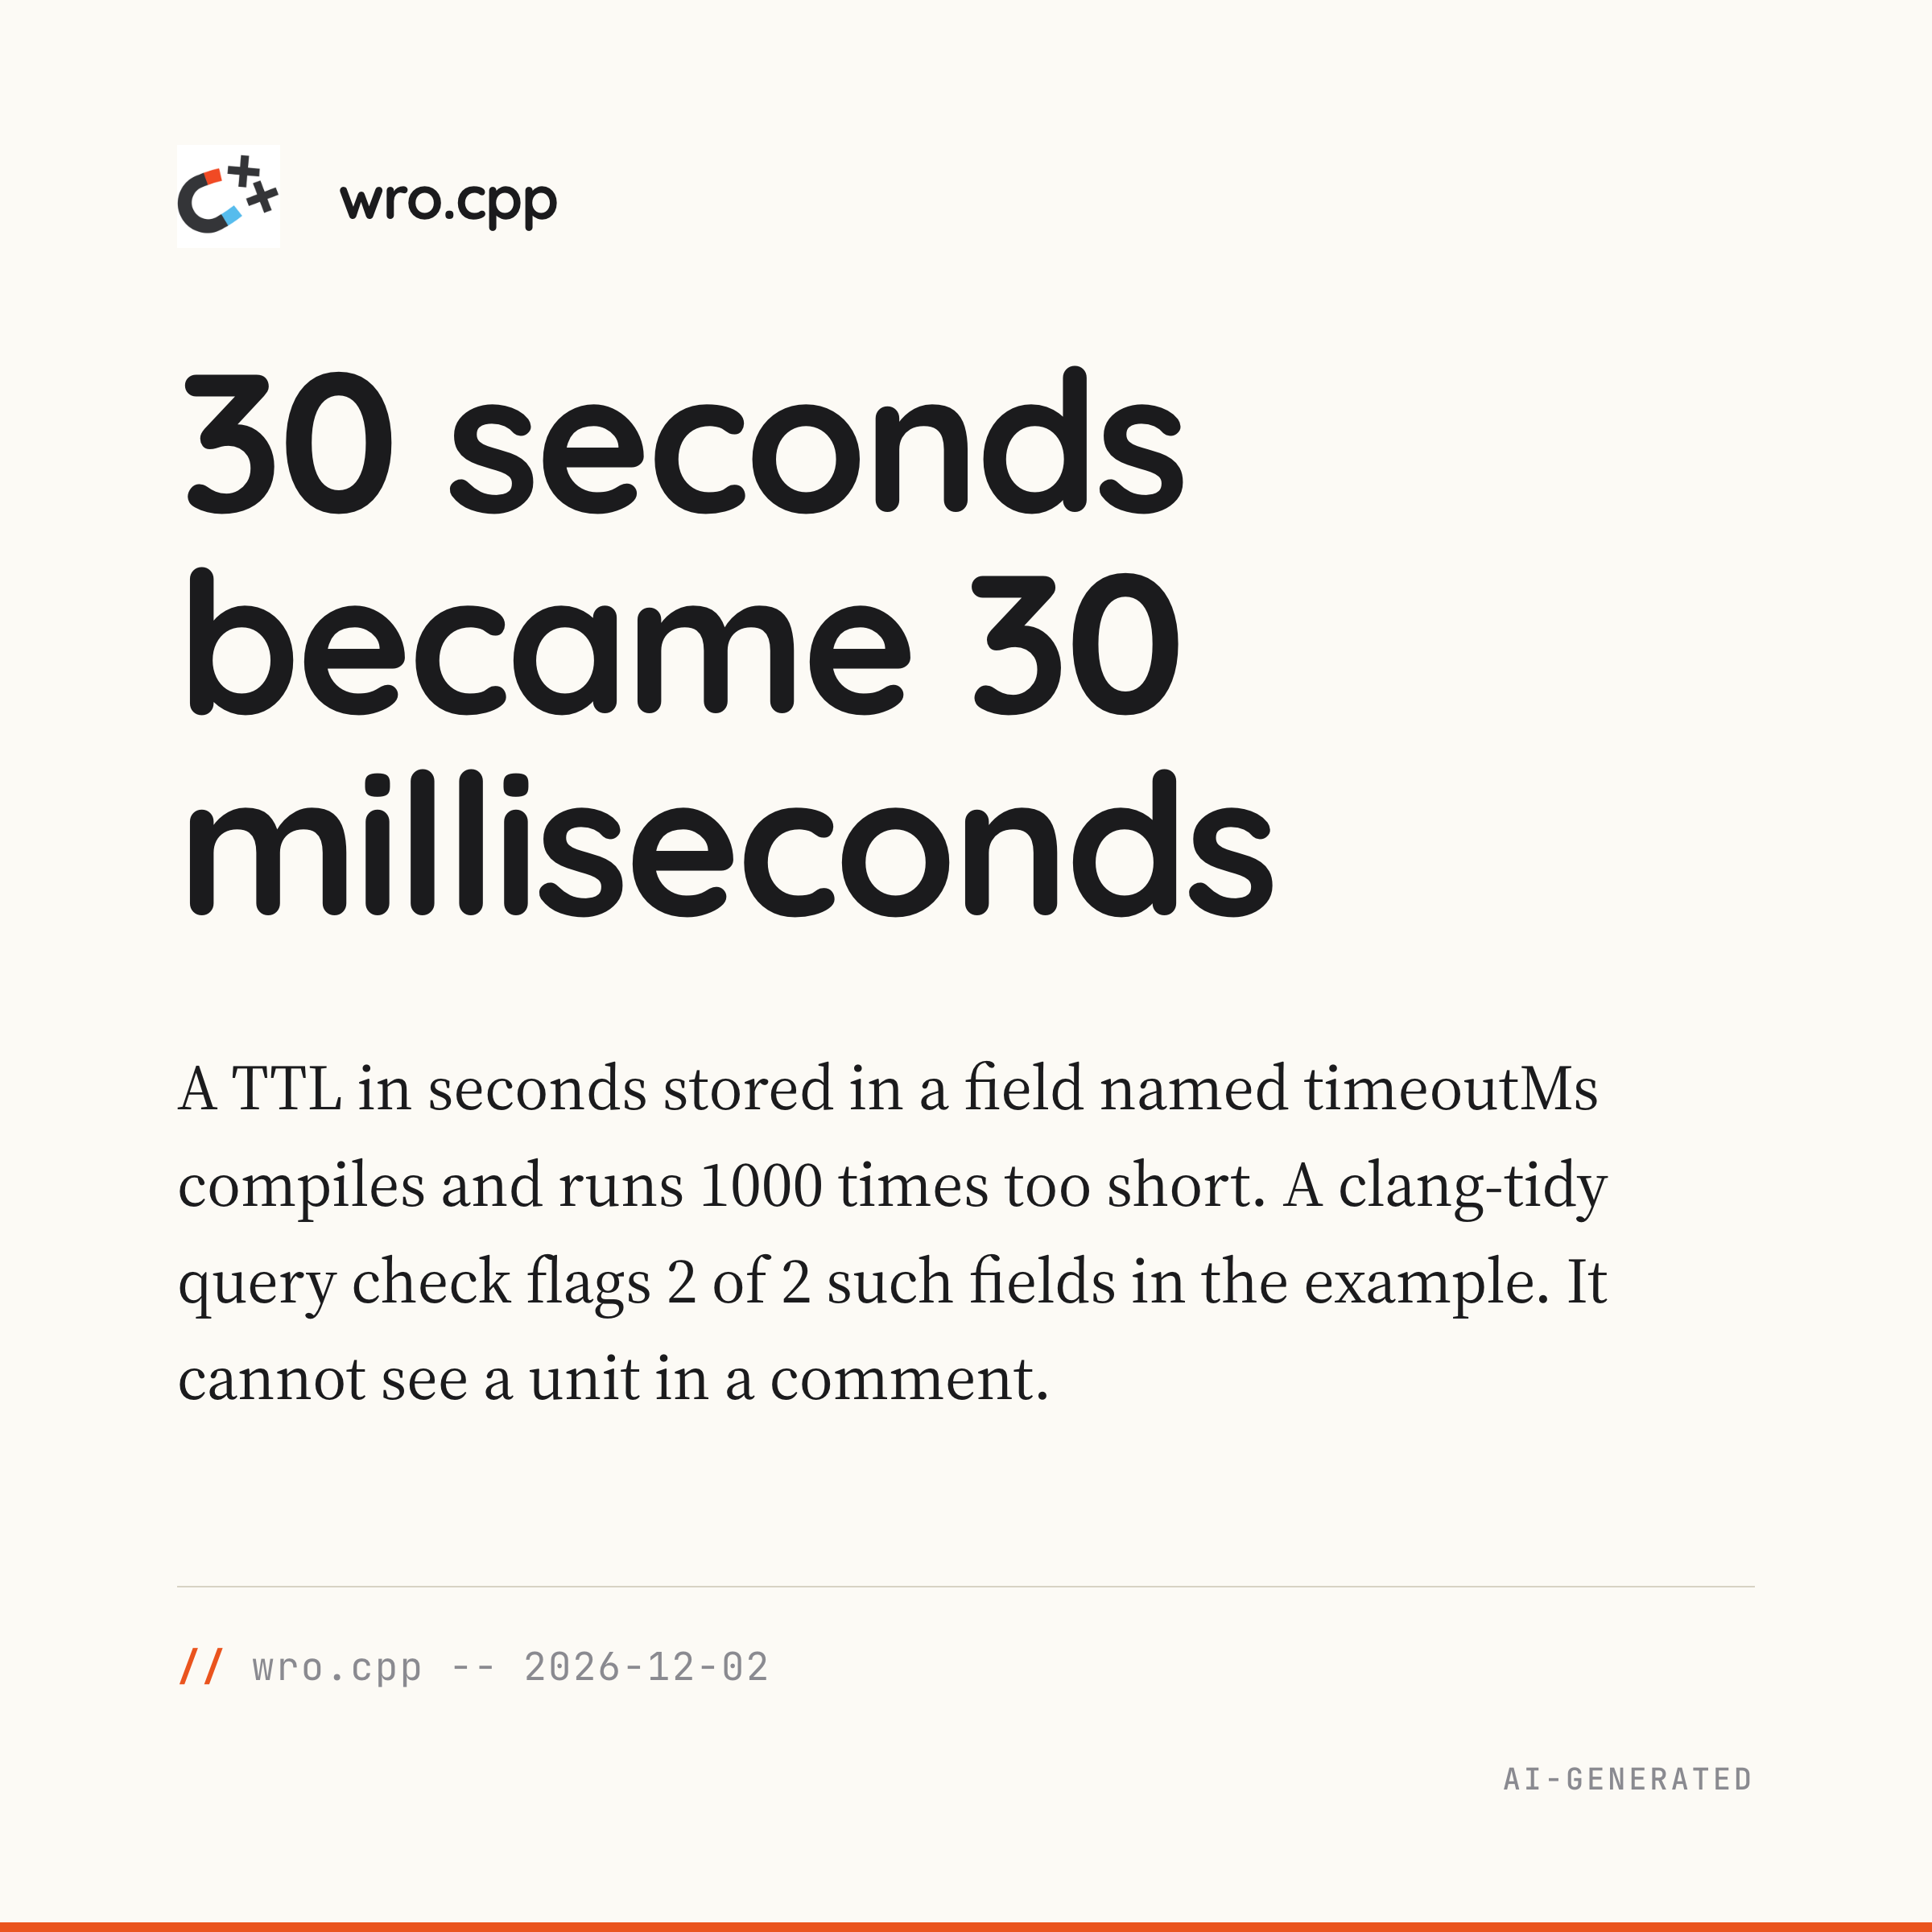 wro.cpp
30 seconds
became 30
milliseconds
A TTL in seconds stored in a field named timeoutMs
compiles and runs 1000 times too short. A clang-tidy
query check flags 2 of 2 such fields in the example. It
cannot see a unit in a comment.
// wro.cpp -- 2026-12-02
AI-GENERATED